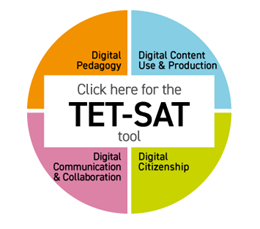 Digital
Pedagogy
Digital Content
Use & Production
Click here for the
TET-SAT
tool
Digital
Communication
& Collaboration
Digital
Citizenship